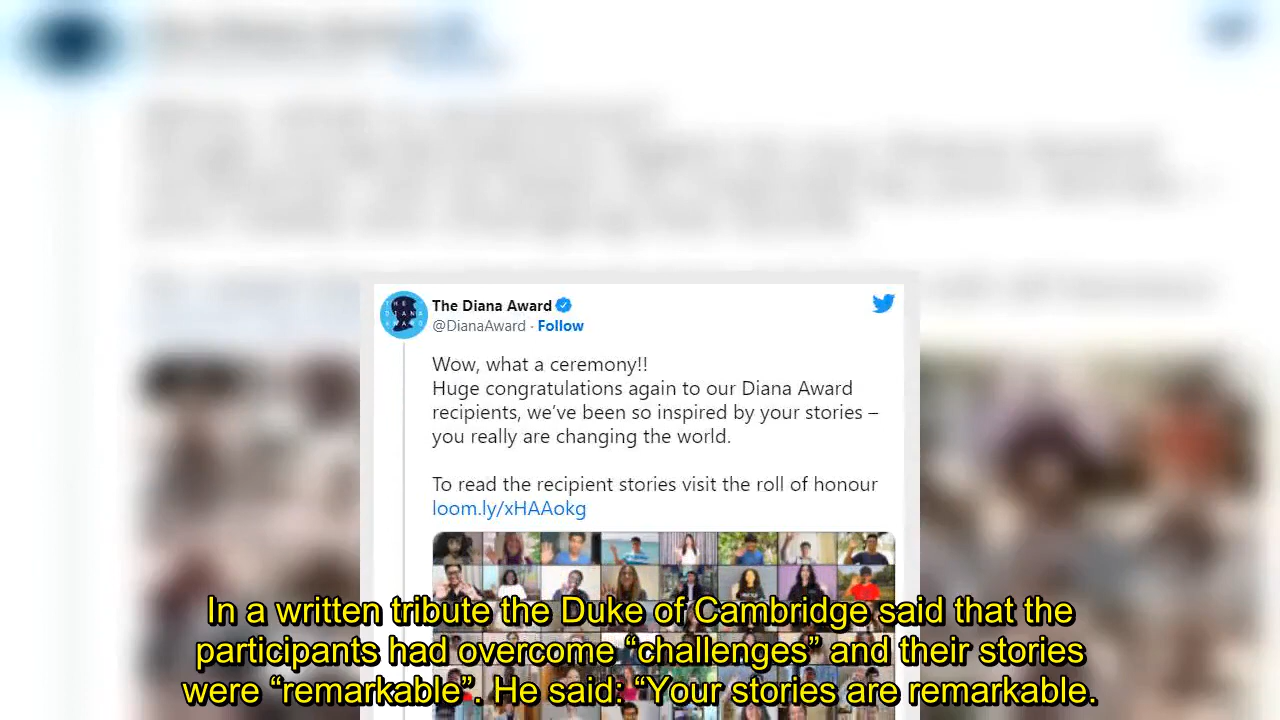 THE
DIANA
AWARD
The Diana Award
@DianaAward · Follow
Wow, what a ceremony!!
Huge congratulations again to our Diana Award
recipients, we’ve been so inspired by your stories –
you really are changing the world.
To read the recipient stories visit the roll of honour
loom.ly/xHAAokg
In a written tribute the Duke of Cambridge said that the
participants had overcome “challenges” and their stories
were “remarkable”. He said: “Your stories are remarkable.